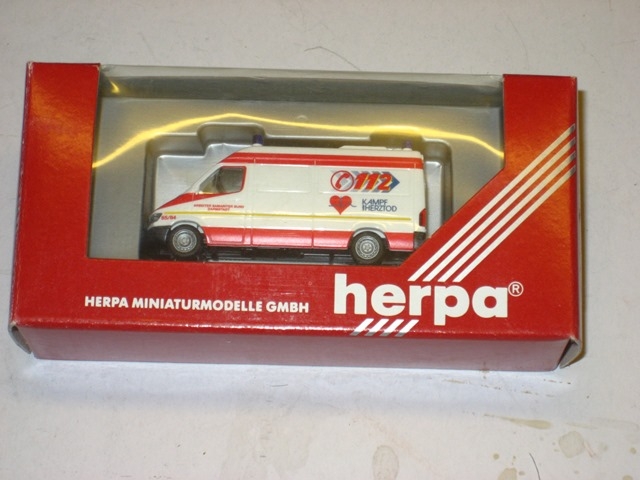 112
KAMPF
HERZTOD
HERPA MINIATURMODELLE GMBH
herpa®